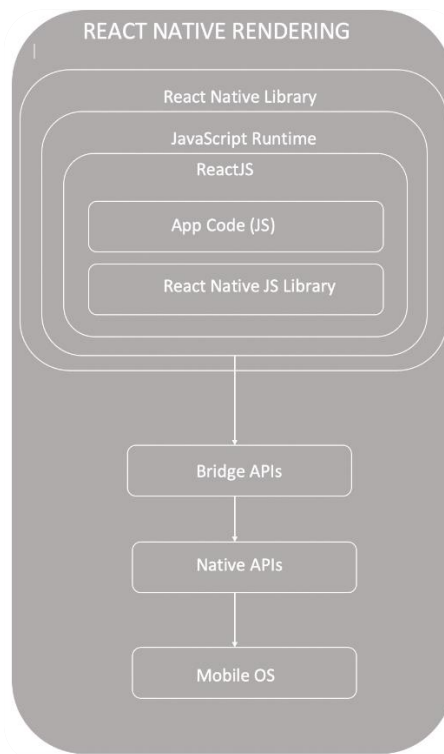 REACT NATIVE RENDERING
React Native Library
JavaScript Runtime
ReactJS
App Code (JS)
React Native JS Library
Bridge APIs
Native APIs
Mobile OS